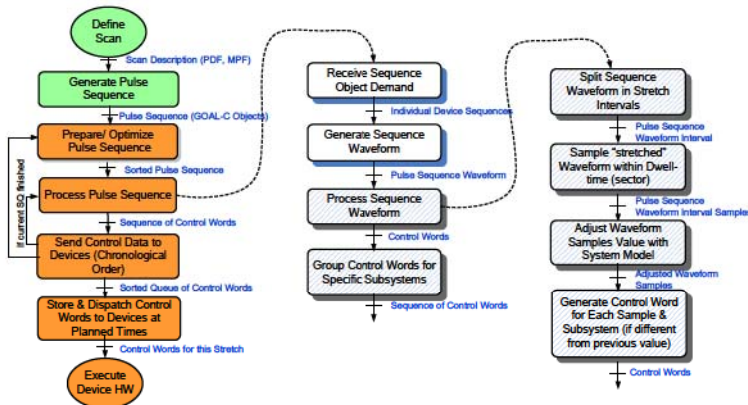 Define
Scan
Scan Description (PDF, MPF)
Generate Pulse
Sequence
Pulse Sequence (GOAL-C Objects)
Prepare/ Optimize
Pulse Sequence
Sorted Pulse Sequence
Process Pulse Sequence
Sequence of Control Words
If current SQ finished
Send Control Data to
Devices (Chronological
Order)
Sorted Queue of Control Words
Store & Dispatch Control
Words to Devices at
Planned Times
Control Words for this Stretch
Execute
Device HW
Receive Sequence
Object Demand
Individual Device Sequences
Generate Sequence
Waveform
Pulse Sequence Waveform
Process Sequence
Waveform
Control Words
Group Control Words for
Specific Subsystems
Sequence of Control Words
Split Sequence
Waveform in Stretch
Intervals
Pulse Sequence
Waveform Interval
Sample “stretched”
Waveform within Dwell-
time (sector)
Pulse Sequence
Waveform Interval Samples
Adjust Waveform
Samples Value with
System Model
Adjusted Waveform
Samples
Generate Control Word
for Each Sample &
Subsystem (if different
from previous value)
Control Words